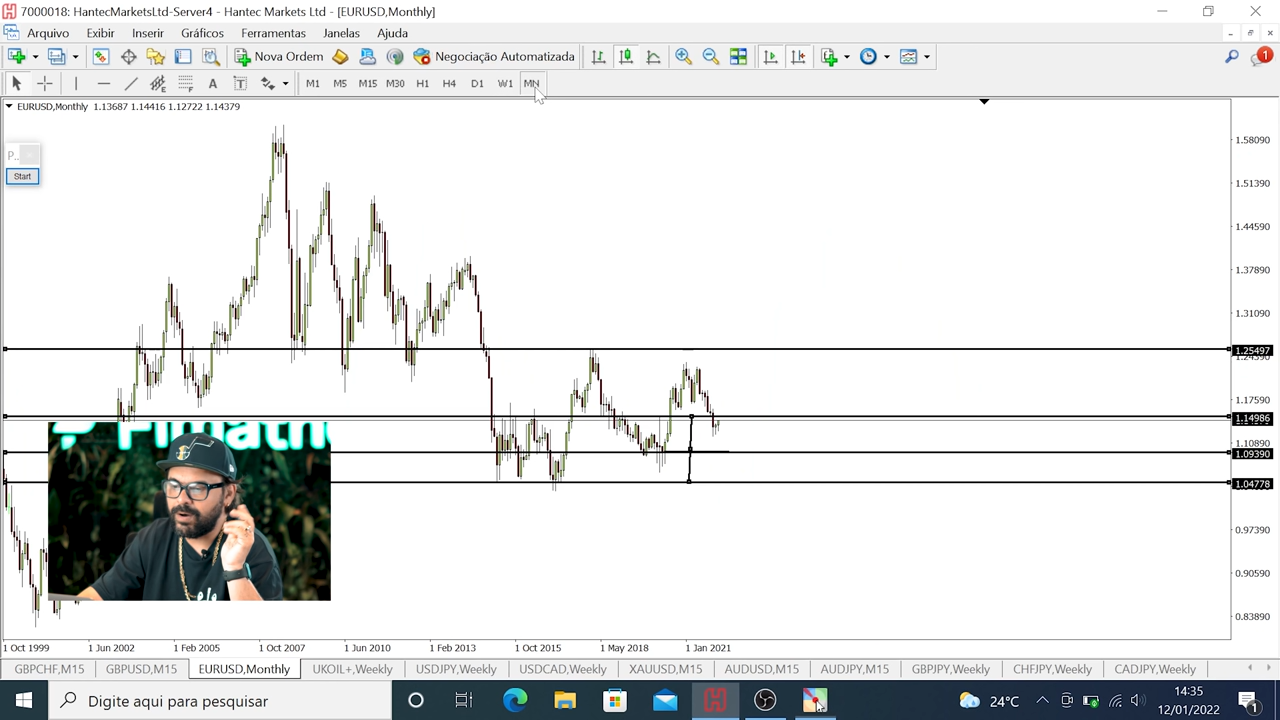 7000018: HantecMarketsLtd-Server4 - Hantec Markets Ltd - [EURUSD,Monthly]
Arquivo Exibir Inserir Gráficos Ferramentas Janelas Ajuda
Nova Ordem Negociação Automatizada
1
A T M1 M5 M15 M30 H1 H4 D1 W1 MN
EURUSD,Monthly 1.13687 1.14416 1.12722 1.14379
P...
Start
1.58090
1.51390
1.44590
1.37890
1.31090
1.25497
1.17590
1.14986
1.10890
1.09390
1.04778
0.97390
0.90590
0.83890
1 Oct 1999 1 Jun 2002 1 Feb 2005 1 Oct 2007 1 Jun 2010 1 Feb 2013 1 Oct 2015 1 May 2018 1 Jan 2021
GBPCHF,M15 GBPUSD,M15 EURUSD,Monthly UKOIL+,Weekly USDJPY,Weekly USDCAD,Weekly XAUUSD,M15 AUDUSD,M15 AUDJPY,M15 GBPJPY,Weekly CHFJPY,Weekly CADJPY,Weekly
Digite aqui para pesquisar
24°C
14:35
12/01/2022
1